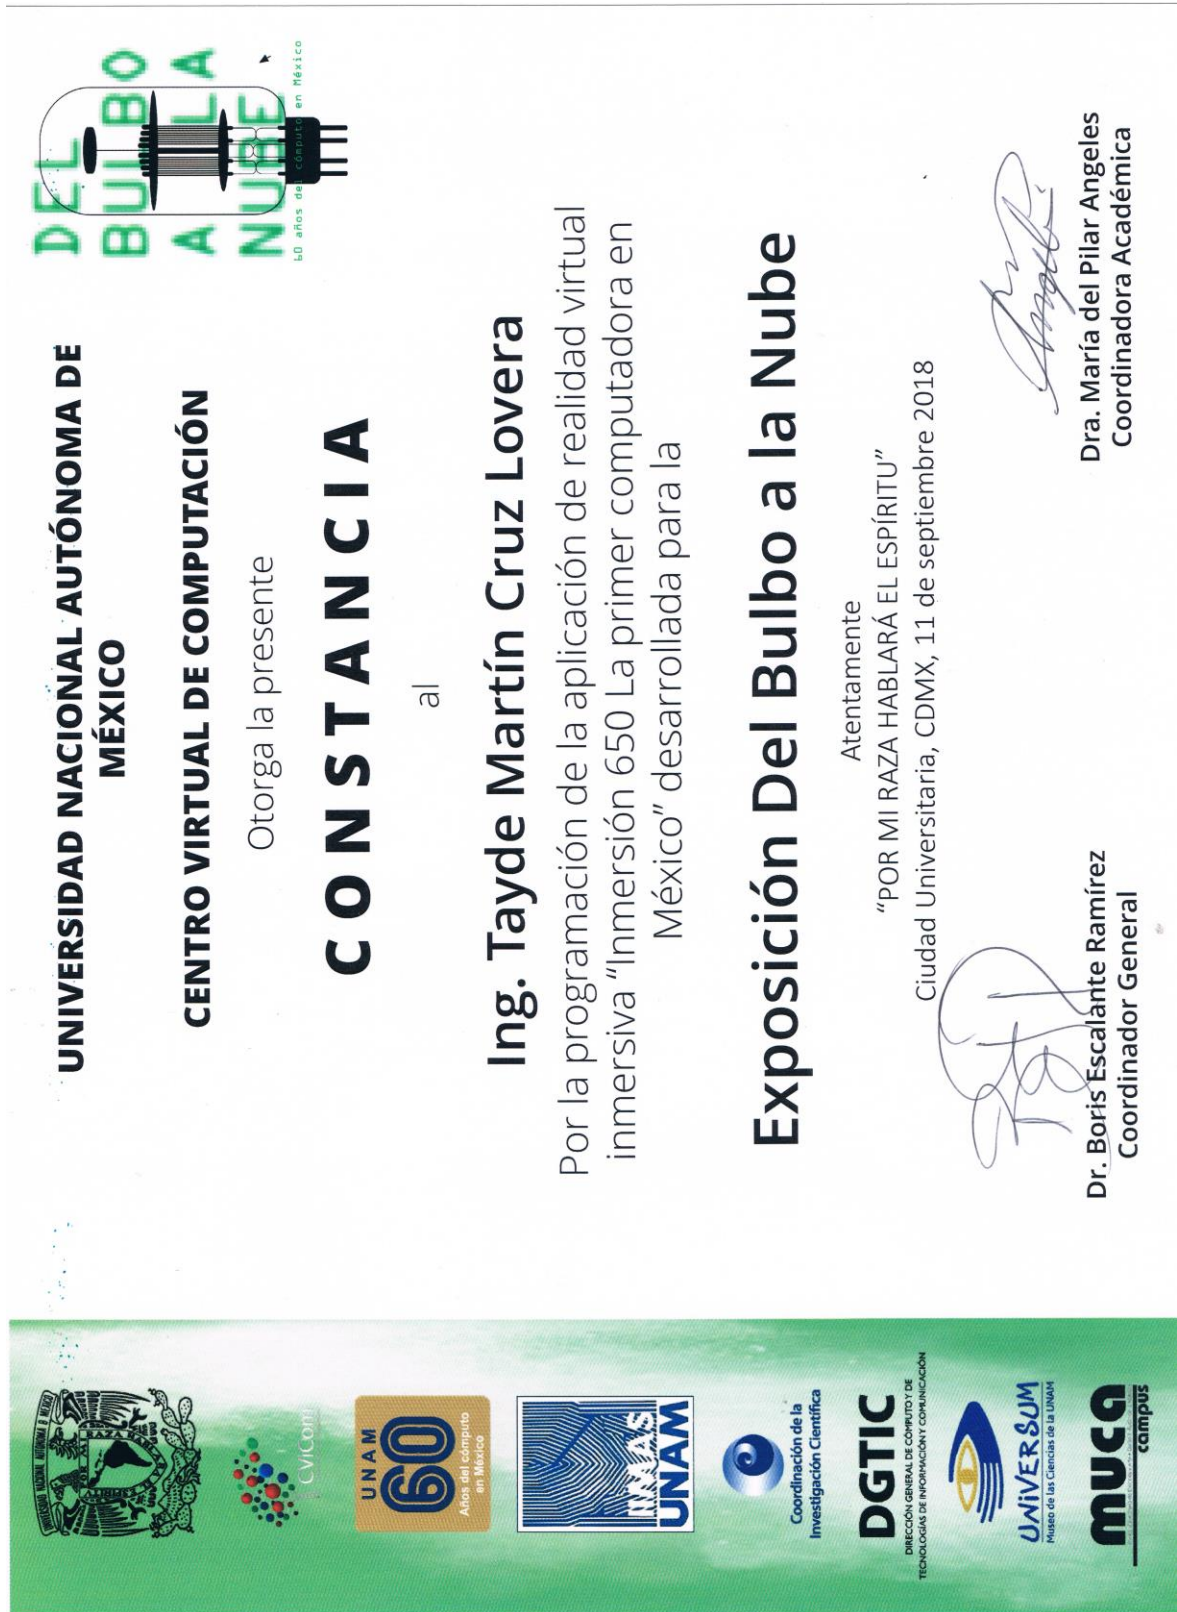 UNIVERSIDAD NACIONAL AUTÓNOMA DE
MÉXICO
DEL
BULBO
A LA
NUBE
60 años del cómputo en México
CENTRO VIRTUAL DE COMPUTACIÓN
Otorga la presente
CONSTANCIA
al
Ing. Tayde Martín Cruz Lovera
Por la programación de la aplicación de realidad virtual
inmersiva “Inmersión 650 La primer computadora en
México” desarrollada para la
Exposición Del Bulbo a la Nube
Atentamente
“POR MI RAZA HABLARÁ EL ESPÍRITU”
Ciudad Universitaria, CDMX, 11 de septiembre 2018
Dr. Boris Escalante Ramírez
Coordinador General
Dra. María del Pilar Angeles
Coordinadora Académica
CViCom
UNAM
60
Años del cómputo
en México
IIMAS
UNAM
Coordinación de la
Investigación Científica
DGTIC
DIRECCIÓN GENERAL DE CÓMPUTO Y DE
TECNOLOGÍAS DE INFORMACIÓN Y COMUNICACIÓN
UNiVERSUM
Museo de las Ciencias de la UNAM
muca
campus